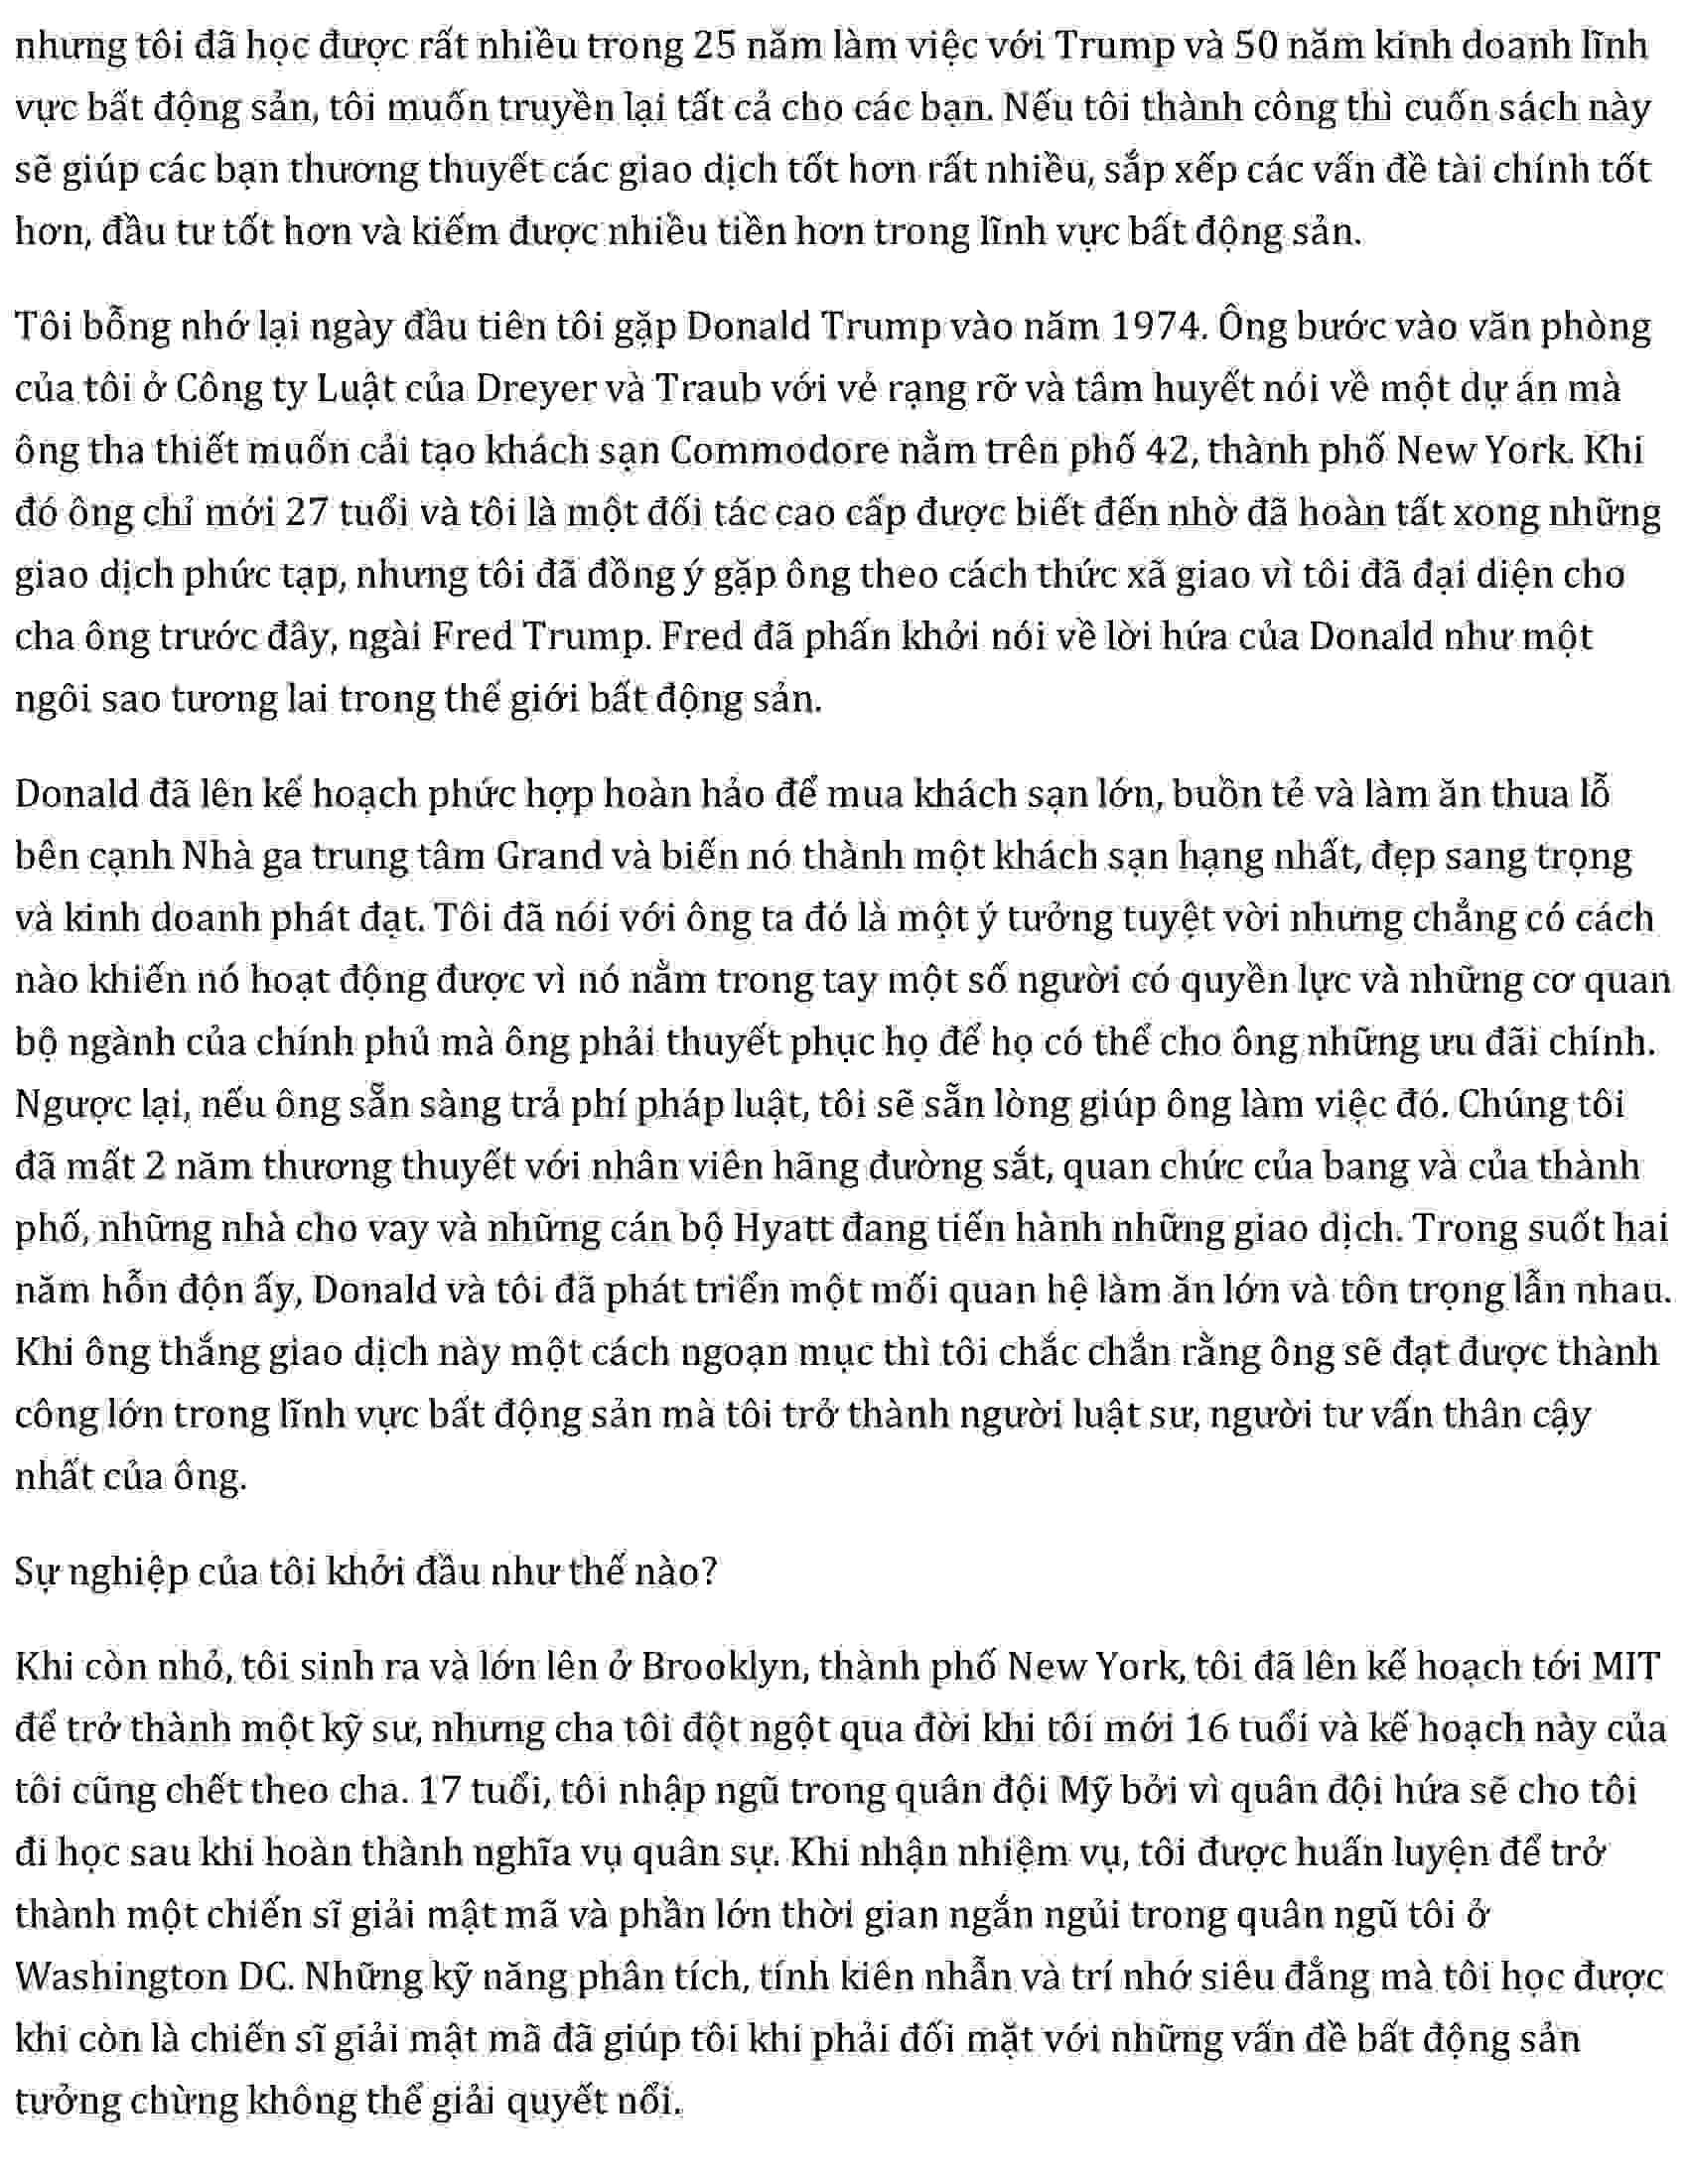 nhưng tôi đã học được rất nhiều trong 25 năm làm việc với Trump và 50 năm kinh doanh lĩnh
vực bất động sản, tôi muốn truyền lại tất cả cho các bạn. Nếu tôi thành công thì cuốn sách này
sẽ giúp các bạn thương thuyết các giao dịch tốt hơn rất nhiều, sắp xếp các vấn đề tài chính tốt
hơn, đầu tư tốt hơn và kiếm được nhiều tiền hơn trong lĩnh vực bất động sản.
Tôi bỗng nhớ lại ngày đầu tiên tôi gặp Donald Trump vào năm 1974. Ông bước vào văn phòng
của tôi ở Công ty Luật của Dreyer và Traub với vẻ rạng rỡ và tâm huyết nói về một dự án mà
ông tha thiết muốn cải tạo khách sạn Commodore nằm trên phố 42, thành phố New York. Khi
đó ông chỉ mới 27 tuổi và tôi là một đối tác cao cấp được biết đến nhờ đã hoàn tất xong những
giao dịch phức tạp, nhưng tôi đã đồng ý gặp ông theo cách thức xã giao vì tôi đã đại diện cho
cha ông trước đây, ngài Fred Trump. Fred đã phấn khởi nói về lời hứa của Donald như một
ngôi sao tương lai trong thế giới bất động sản.
Donald đã lên kế hoạch phức hợp hoàn hảo để mua khách sạn lớn, buồn tẻ và làm ăn thua lỗ
bên cạnh Nhà ga trung tâm Grand và biến nó thành một khách sạn hạng nhất, đẹp sang trọng
và kinh doanh phát đạt. Tôi đã nói với ông ta đó là một ý tưởng tuyệt vời nhưng chẳng có cách
nào khiến nó hoạt động được vì nó nằm trong tay một số người có quyền lực và những cơ quan
bộ ngành của chính phủ mà ông phải thuyết phục họ để họ có thể cho ông những ưu đãi chính.
Ngược lại, nếu ông sẵn sàng trả phí pháp luật, tôi sẽ sẵn lòng giúp ông làm việc đó. Chúng tôi
đã mất 2 năm thương thuyết với nhân viên hãng đường sắt, quan chức của bang và của thành
phố, những nhà cho vay và những cán bộ Hyatt đang tiến hành những giao dịch. Trong suốt hai
năm hỗn độn ấy, Donald và tôi đã phát triển một mối quan hệ làm ăn lớn và tôn trọng lẫn nhau.
Khi ông thắng giao dịch này một cách ngoạn mục thì tôi chắc chắn rằng ông sẽ đạt được thành
công lớn trong lĩnh vực bất động sản mà tôi trở thành người luật sư, người tư vấn thân cậy
nhất của ông.
Sự nghiệp của tôi khởi đầu như thế nào?
Khi còn nhỏ, tôi sinh ra và lớn lên ở Brooklyn, thành phố New York, tôi đã lên kế hoạch tới MIT
để trở thành một kỹ sư, nhưng cha tôi đột ngột qua đời khi tôi mới 16 tuổi và kế hoạch này của
tôi cũng chết theo cha. 17 tuổi, tôi nhập ngũ trong quân đội Mỹ bởi vì quân đội hứa sẽ cho tôi
đi học sau khi hoàn thành nghĩa vụ quân sự. Khi nhận nhiệm vụ, tôi được huấn luyện để trở
thành một chiến sĩ giải mật mã và phần lớn thời gian ngắn ngủi trong quân ngũ tôi ở
Washington DC. Những kỹ năng phân tích, tính kiên nhẫn và trí nhớ siêu đẳng mà tôi học được
khi còn là chiến sĩ giải mật mã đã giúp tôi khi phải đối mặt với những vấn đề bất động sản
tưởng chừng không thể giải quyết nổi.